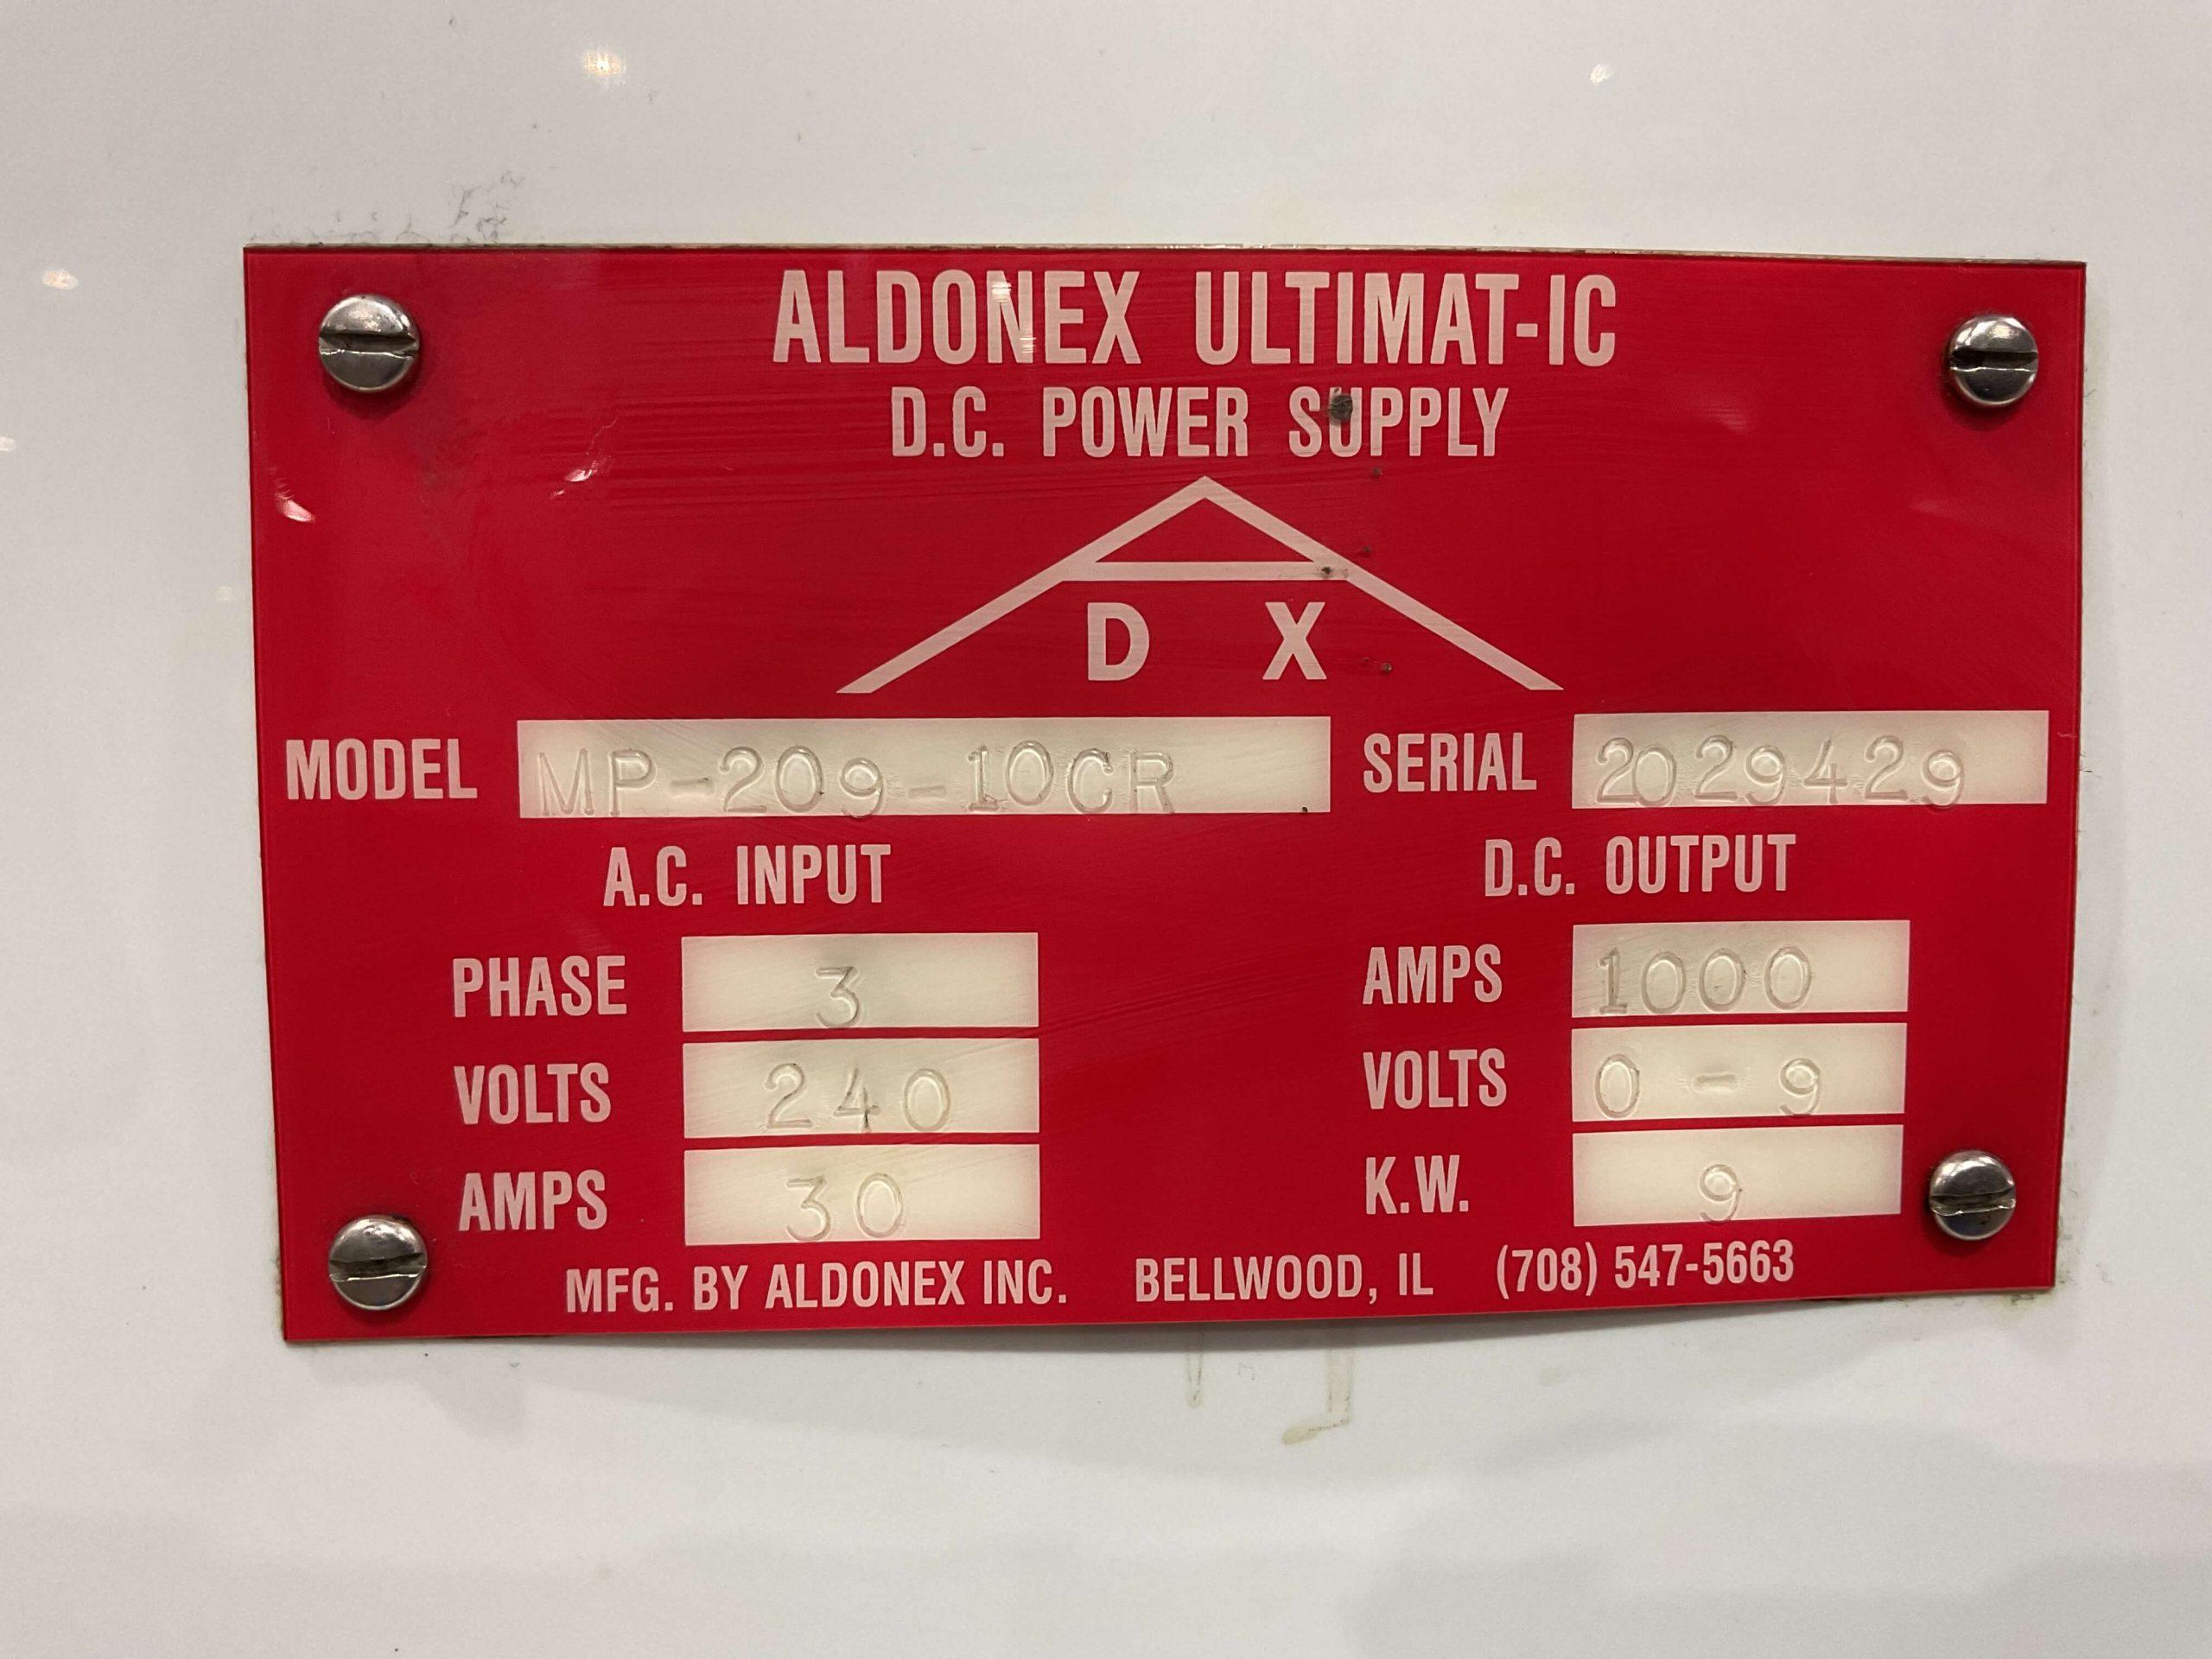 ALDONEX ULTIMAT-IC
D.C. POWER SUPPLY
D X
MODEL MP-209-10CR SERIAL 2029429
A.C. INPUT D.C. OUTPUT
PHASE 3 AMPS 1000
VOLTS 240 VOLTS 0-9
AMPS 30 K.W. 9
MFG. BY ALDONEX INC. BELLWOOD, IL (708) 547-5663